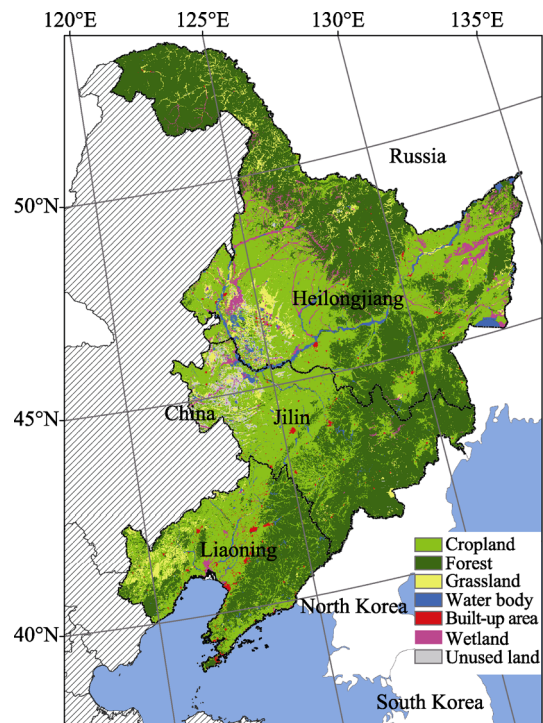 120°E 125°E 130°E 135°E
Russia
50°N
Heilongjiang
China
Jilin
45°N
Liaoning
Cropland
Forest
Grassland
Water body
Built-up area
Wetland
Unused land
North Korea
40°N
South Korea